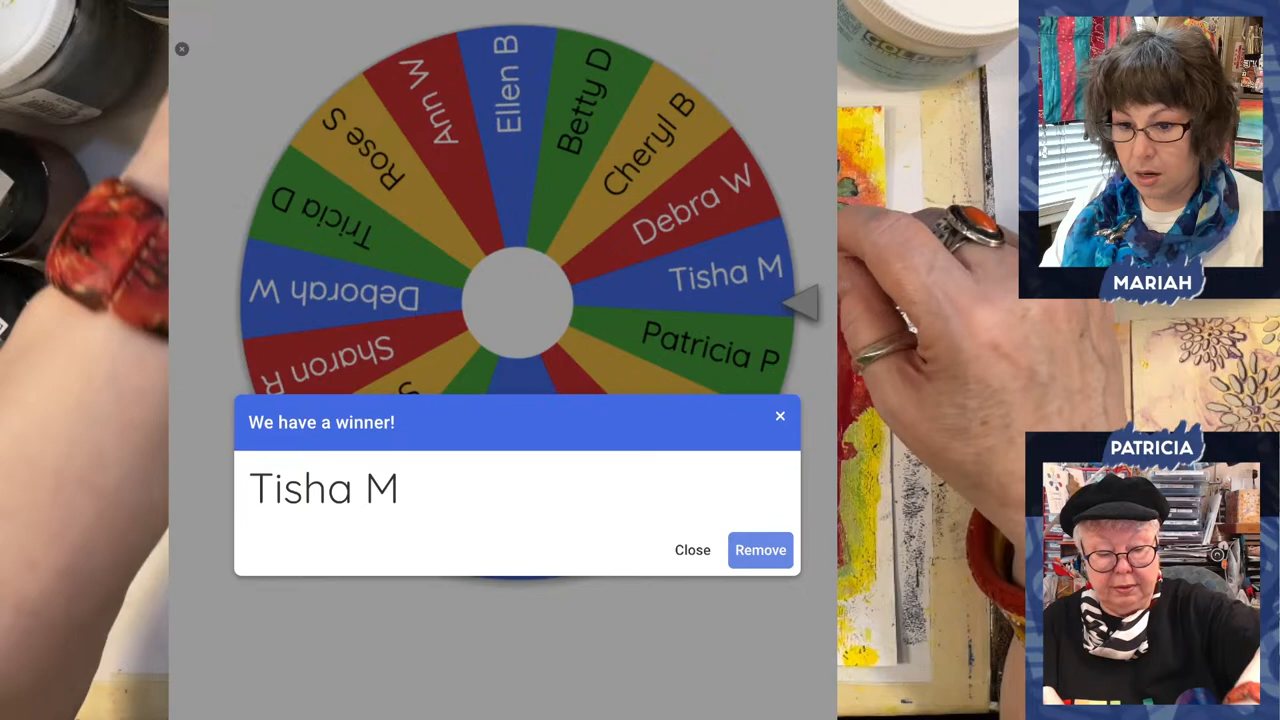 Ann W
Ellen B
Betty D
Rose S
Cheryl B
Tricia D
Debra W
Deborah W
Tisha M
Sharon R
Patricia P
S
We have a winner!
Tisha M
Close
Remove
MARIAH
PATRICIA
GOLD